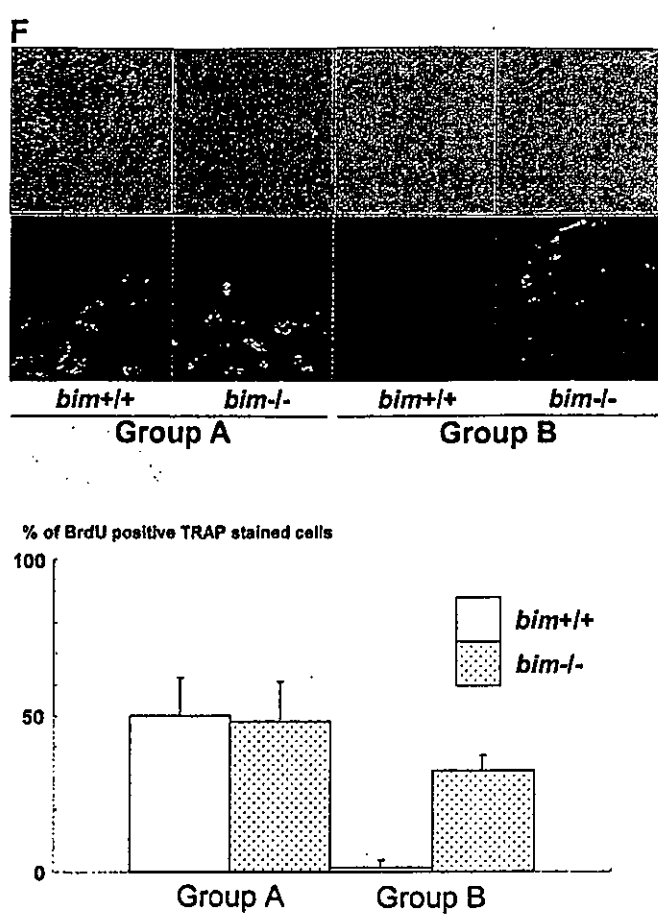 F
bim+/+ bim-/- bim+/+ bim-/-
Group A Group B
% of BrdU positive TRAP stained cells
100
bim+/+
bim-/-
50
0
Group A Group B